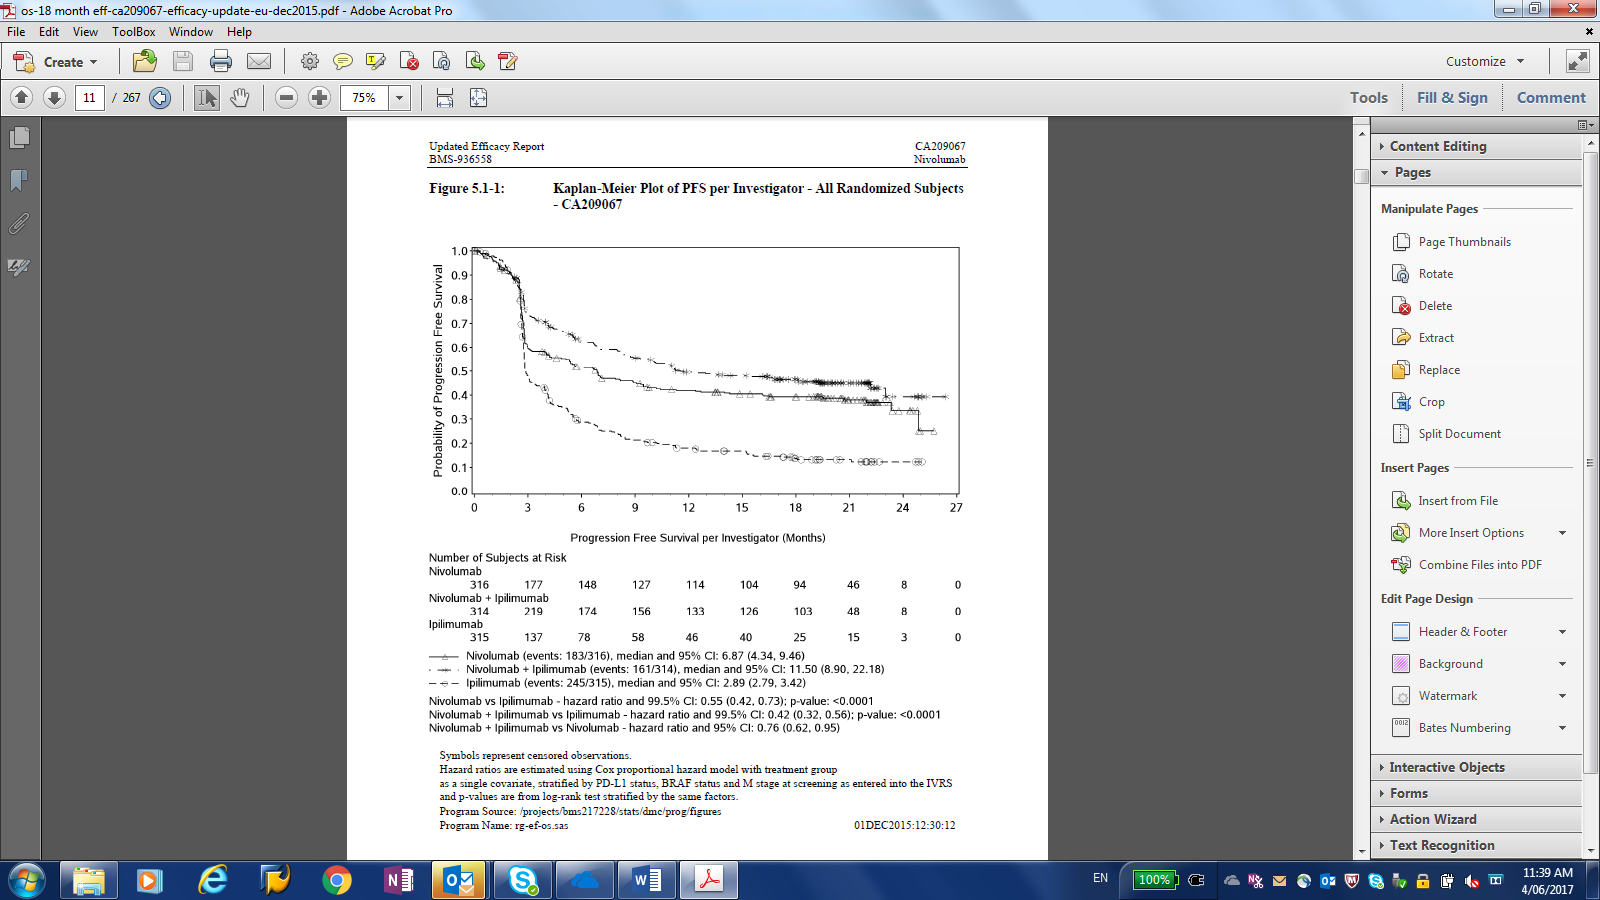 os-18 month eff-ca209067-efficacy-update-eu-dec2015.pdf - Adobe Acrobat Pro
File Edit View ToolBox Window Help
Create
Customize
11 / 267
75%
Tools Fill & Sign Comment
Updated Efficacy Report CA209067
BMS-936558 Nivolumab
Figure 5.1-1: Kaplan-Meier Plot of PFS per Investigator - All Randomized Subjects
- CA209067
Probability of Progression Free Survival
1.0
0.9
0.8
0.7
0.6
0.5
0.4
0.3
0.2
0.1
0.0
0 3 6 9 12 15 18 21 24 27
Progression Free Survival per Investigator (Months)
Number of Subjects at Risk
Nivolumab
316 177 148 127 114 104 94 46 8 0
Nivolumab + Ipilimumab
314 219 174 156 133 126 103 48 8 0
Ipilimumab
315 137 78 58 46 40 25 15 3 0
Nivolumab (events: 183/316), median and 95% CI: 6.87 (4.34, 9.46)
Nivolumab + Ipilimumab (events: 161/314), median and 95% CI: 11.50 (8.90, 22.18)
Ipilimumab (events: 245/315), median and 95% CI: 2.89 (2.79, 3.42)
Nivolumab vs Ipilimumab - hazard ratio and 99.5% CI: 0.55 (0.42, 0.73); p-value: <0.0001
Nivolumab + Ipilimumab vs Ipilimumab - hazard ratio and 99.5% CI: 0.42 (0.32, 0.56); p-value: <0.0001
Nivolumab + Ipilimumab vs Nivolumab - hazard ratio and 95% CI: 0.76 (0.62, 0.95)
Symbols represent censored observations.
Hazard ratios are estimated using Cox proportional hazard model with treatment group
as a single covariate, stratified by PD-L1 status, BRAF status and M stage at screening as entered into the IVRS
and p-values are from log-rank test stratified by the same factors.
Program Source: /projects/bms217228/stats/dmc/prog/figures
Program Name: rg-ef-os.sas 01DEC2015:12:30:12
Content Editing
Pages
Manipulate Pages
Page Thumbnails
Rotate
Delete
Extract
Replace
Crop
Split Document
Insert Pages
Insert from File
More Insert Options
Combine Files into PDF
Edit Page Design
Header & Footer
Background
Watermark
Bates Numbering
Interactive Objects
Forms
Action Wizard
Text Recognition
EN
100%
11:39 AM
4/06/2017